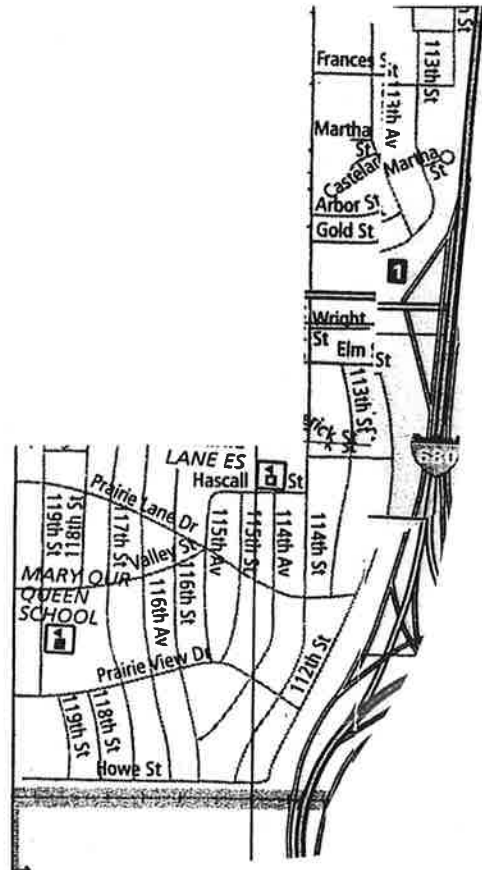 St
Frances St
113th Av
113th St
Martha
St
Castelar
Martha
St
Arbor St
Gold St
1
Wright
St
Elm St
113th St
erick St
680
LANE ES
Hascall St
119th St
118th St
117th St
Prairie Lane Dr
Valley St
116th Av
116th St
115th Av
115th St
114th Av
114th St
MARY OUR
QUEEN
SCHOOL
Prairie View Dr
112th St
119th St
118th St
Howe St